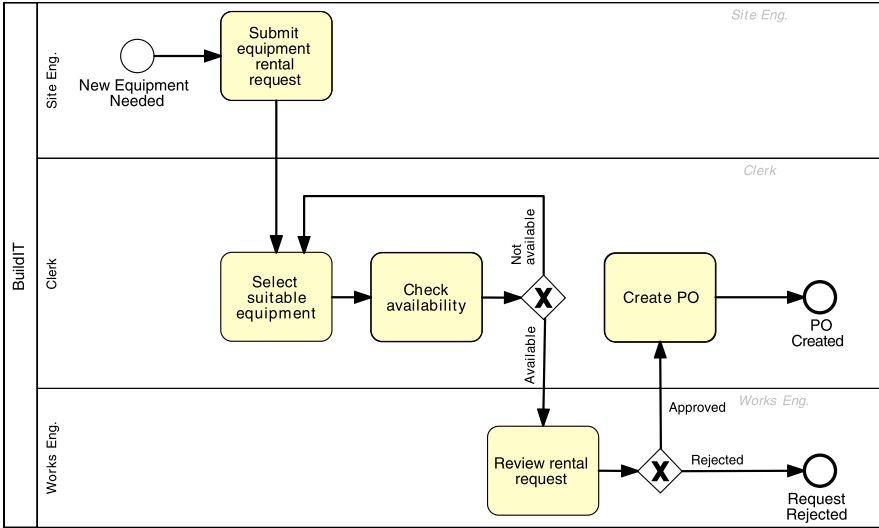 BuildIT
Site Eng.
Site Eng.
New Equipment
Needed
Submit
equipment
rental
request
Clerk
Clerk
Select
suitable
equipment
Check
availability
Not
available
Available
Create PO
PO
Created
Works Eng.
Works Eng.
Review rental
request
Approved
Rejected
Request
Rejected